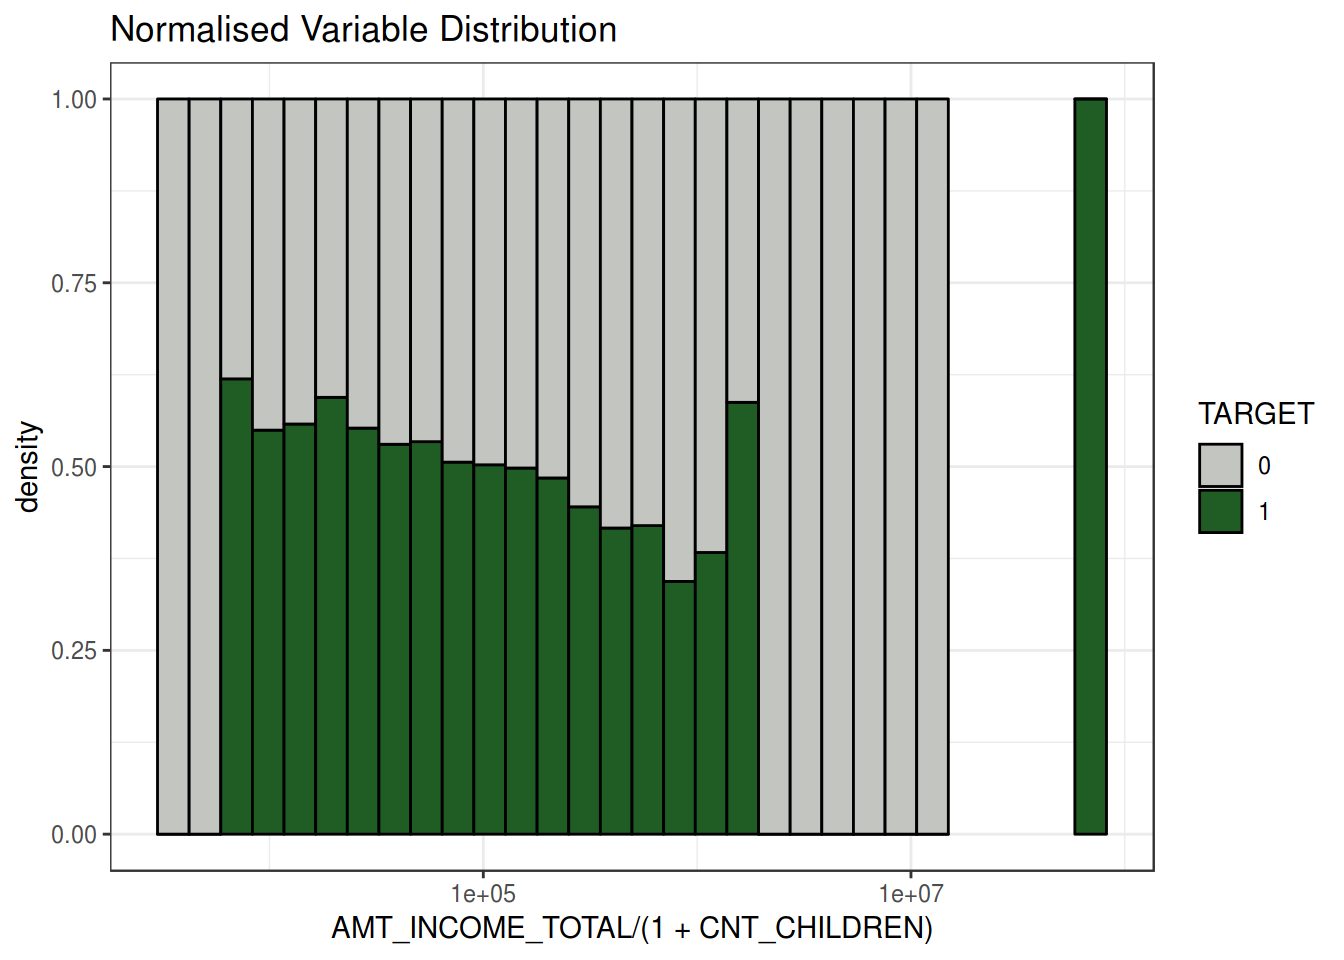 Normalised Variable Distribution
1.00
0.75
0.50
0.25
0.00
density
1e+05
1e+07
AMT_INCOME_TOTAL/(1 + CNT_CHILDREN)
TARGET
0
1